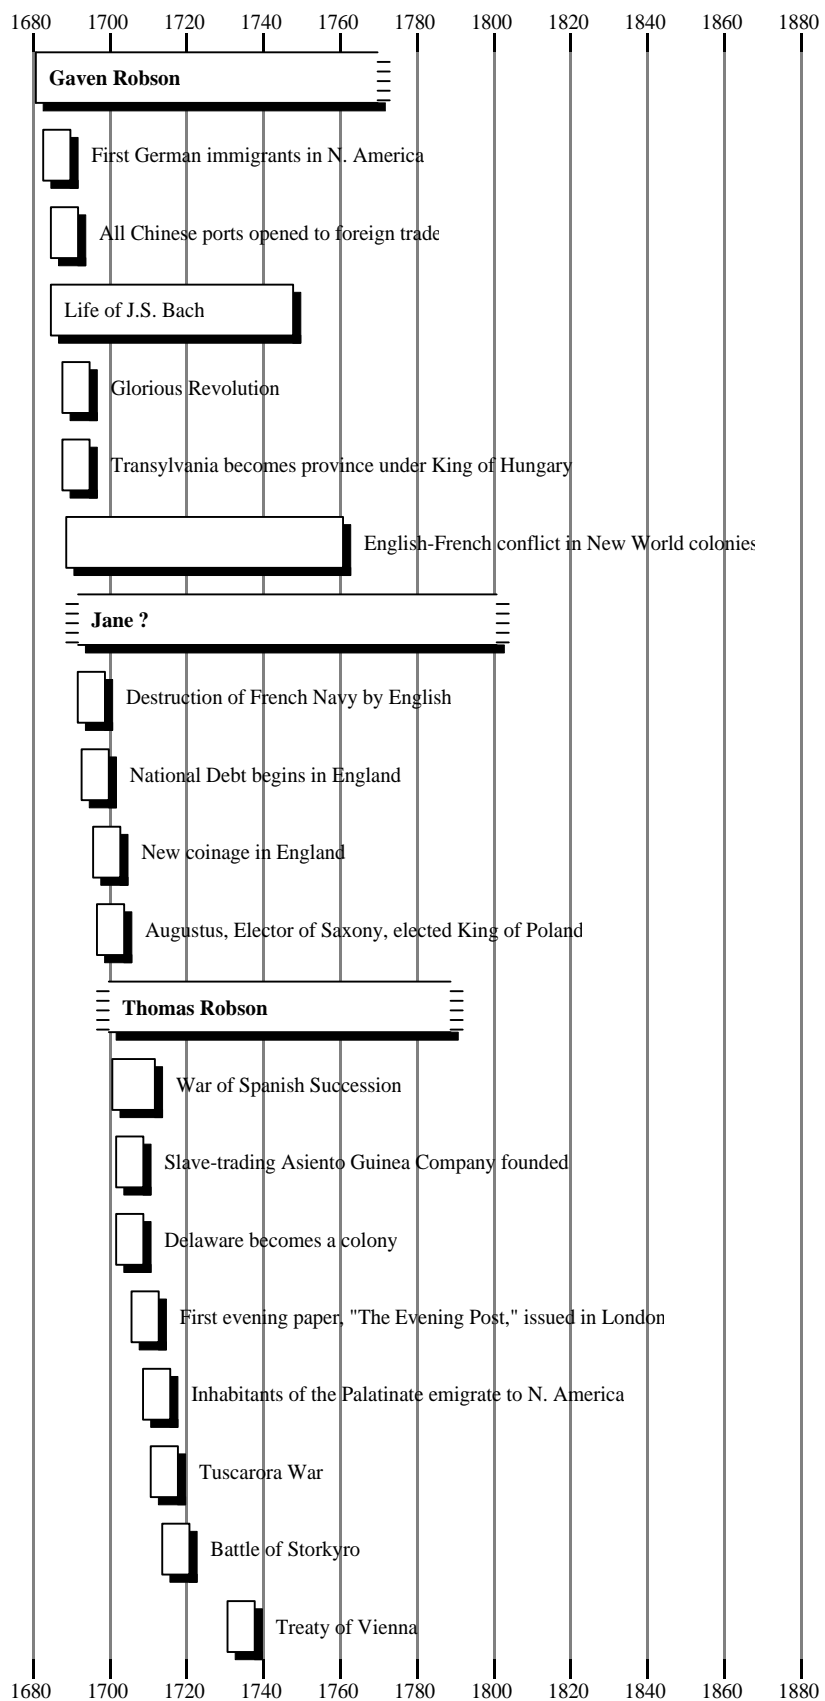 1680 1700 1720 1740 1760 1780 1800 1820 1840 1860 1880
Gaven Robson
First German immigrants in N. America
All Chinese ports opened to foreign trade
Life of J.S. Bach
Glorious Revolution
Transylvania becomes province under King of Hungary
English-French conflict in New World colonies
Jane ?
Destruction of French Navy by English
National Debt begins in England
New coinage in England
Augustus, Elector of Saxony, elected King of Poland
Thomas Robson
War of Spanish Succession
Slave-trading Asiento Guinea Company founded
Delaware becomes a colony
First evening paper, "The Evening Post," issued in London
Inhabitants of the Palatinate emigrate to N. America
Tuscarora War
Battle of Storkyro
Treaty of Vienna
1680 1700 1720 1740 1760 1780 1800 1820 1840 1860 1880